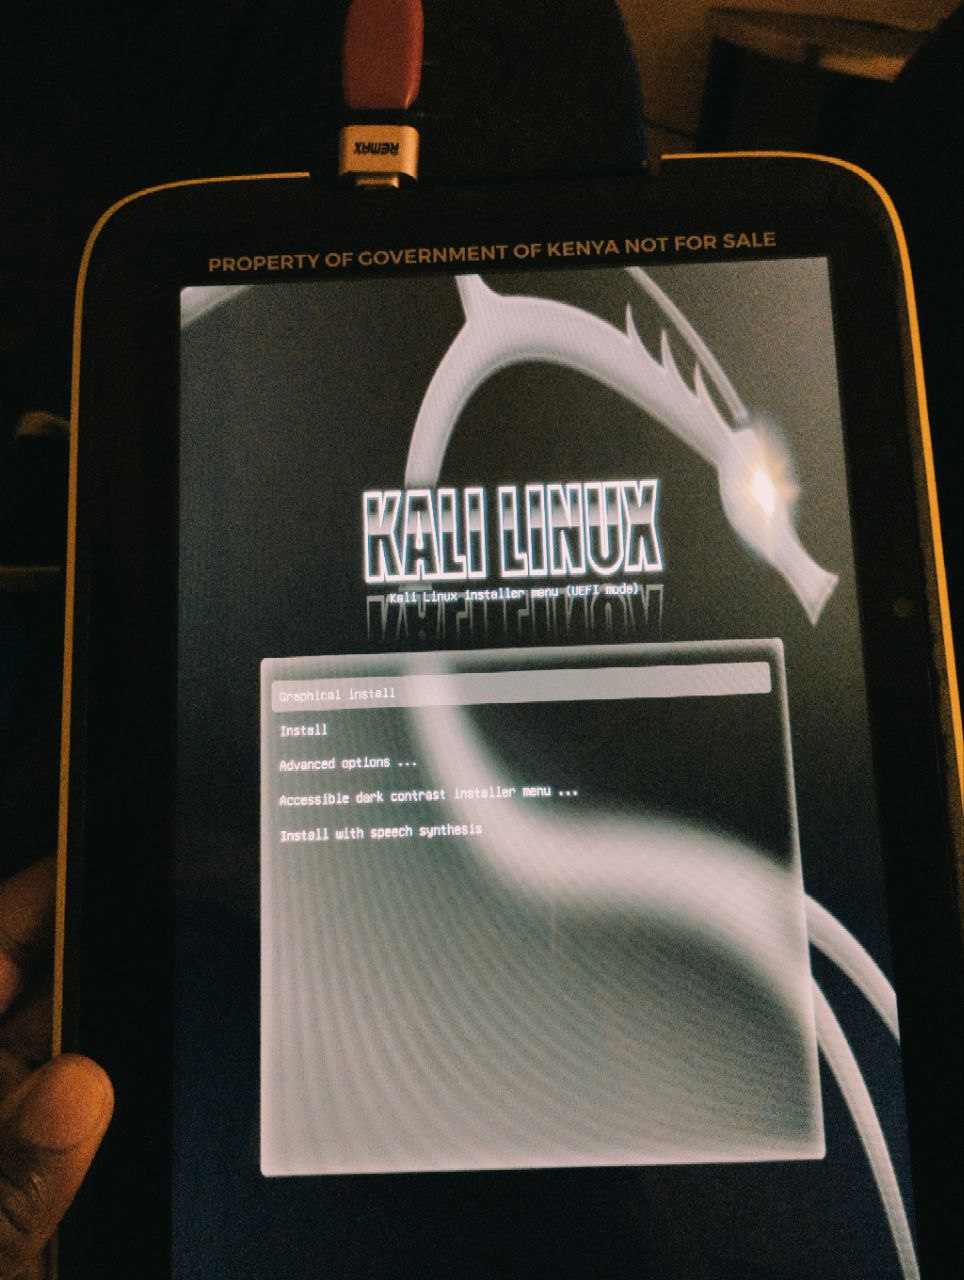 REMAX
PROPERTY OF GOVERNMENT OF KENYA NOT FOR SALE
KALI LINUX
Kali Linux installer menu (UEFI mode)
Graphical install
Install
Advanced options ...
Accessible dark contrast installer menu ...
Install with speech synthesis